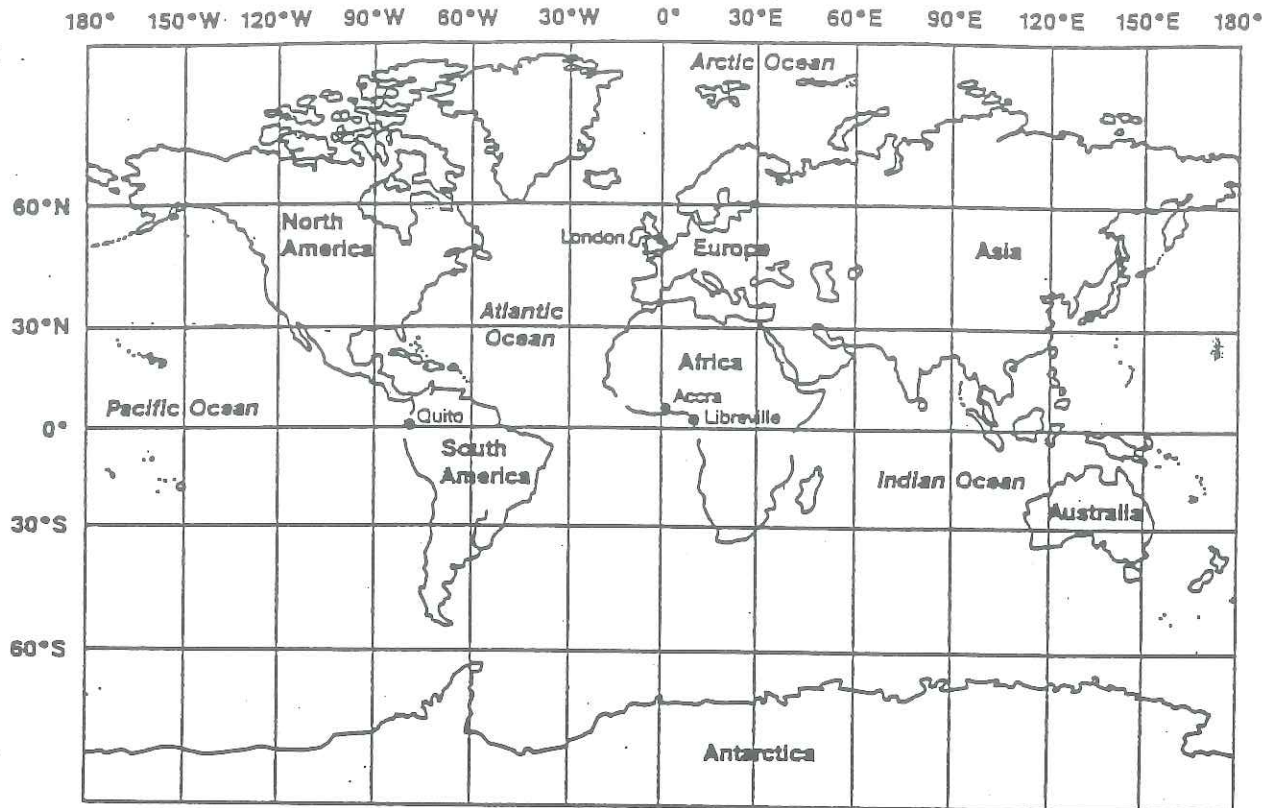 180° 150°W 120°W 90°W 60°W 30°W 0° 30°E 60°E 90°E 120°E 150°E 180°
Arctic Ocean
60°N
North
America
London
Europe
Asia
Atlantic
Ocean
30°N
Africa
Accra
Pacific Ocean
Quito
Libreville
0°
South
America
Indian Ocean
Australia
30°S
60°S
Antarctica